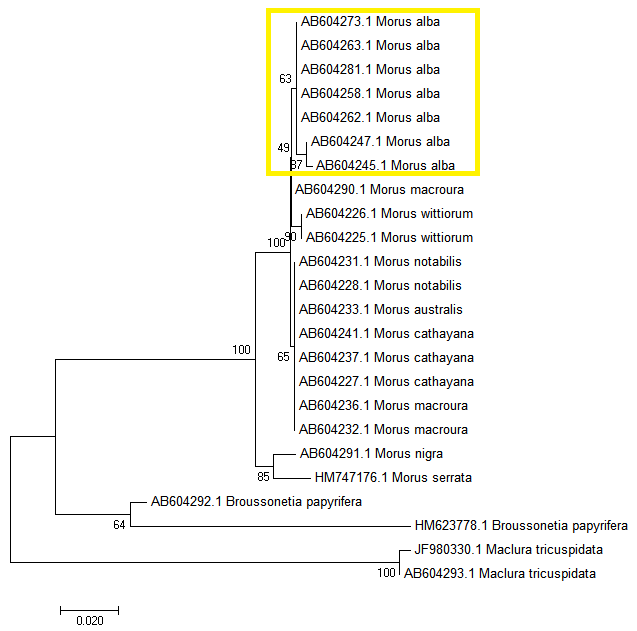 AB604273.1 Morus alba
AB604263.1 Morus alba
63
AB604281.1 Morus alba
AB604258.1 Morus alba
AB604262.1 Morus alba
49
AB604247.1 Morus alba
87
AB604245.1 Morus alba
AB604290.1 Morus macroura
AB604226.1 Morus wittiorum
100
90
AB604225.1 Morus wittiorum
AB604231.1 Morus notabilis
AB604228.1 Morus notabilis
AB604233.1 Morus australis
AB604241.1 Morus cathayana
100
65
AB604237.1 Morus cathayana
AB604227.1 Morus cathayana
AB604236.1 Morus macroura
AB604232.1 Morus macroura
AB604291.1 Morus nigra
85
HM747176.1 Morus serrata
AB604292.1 Broussonetia papyrifera
64
HM623778.1 Broussonetia papyrifera
JF980330.1 Maclura tricuspidata
100
AB604293.1 Maclura tricuspidata
0.020